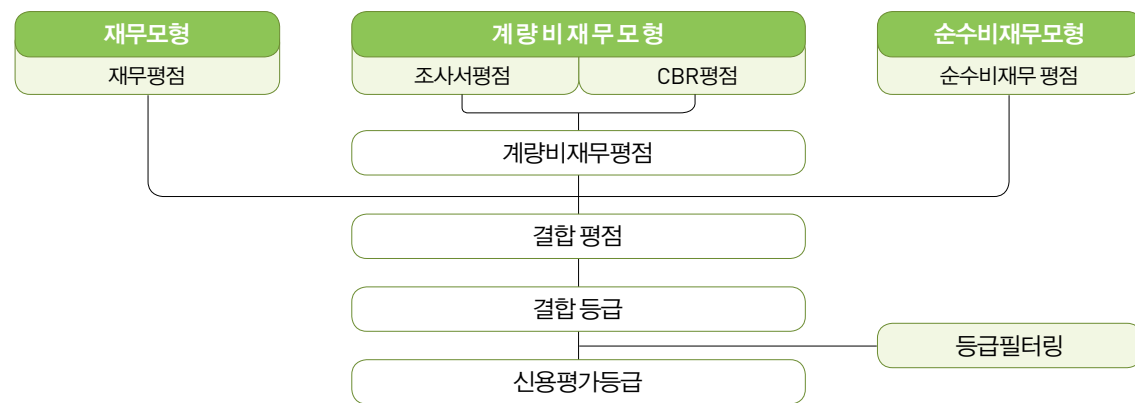 재무모형
계량비재무모형
순수비재무모형
재무평점
조사서평점
CBR평점
순수비재무 평점
계량비재무평점
결합 평점
결합 등급
등급필터링
신용평가등급